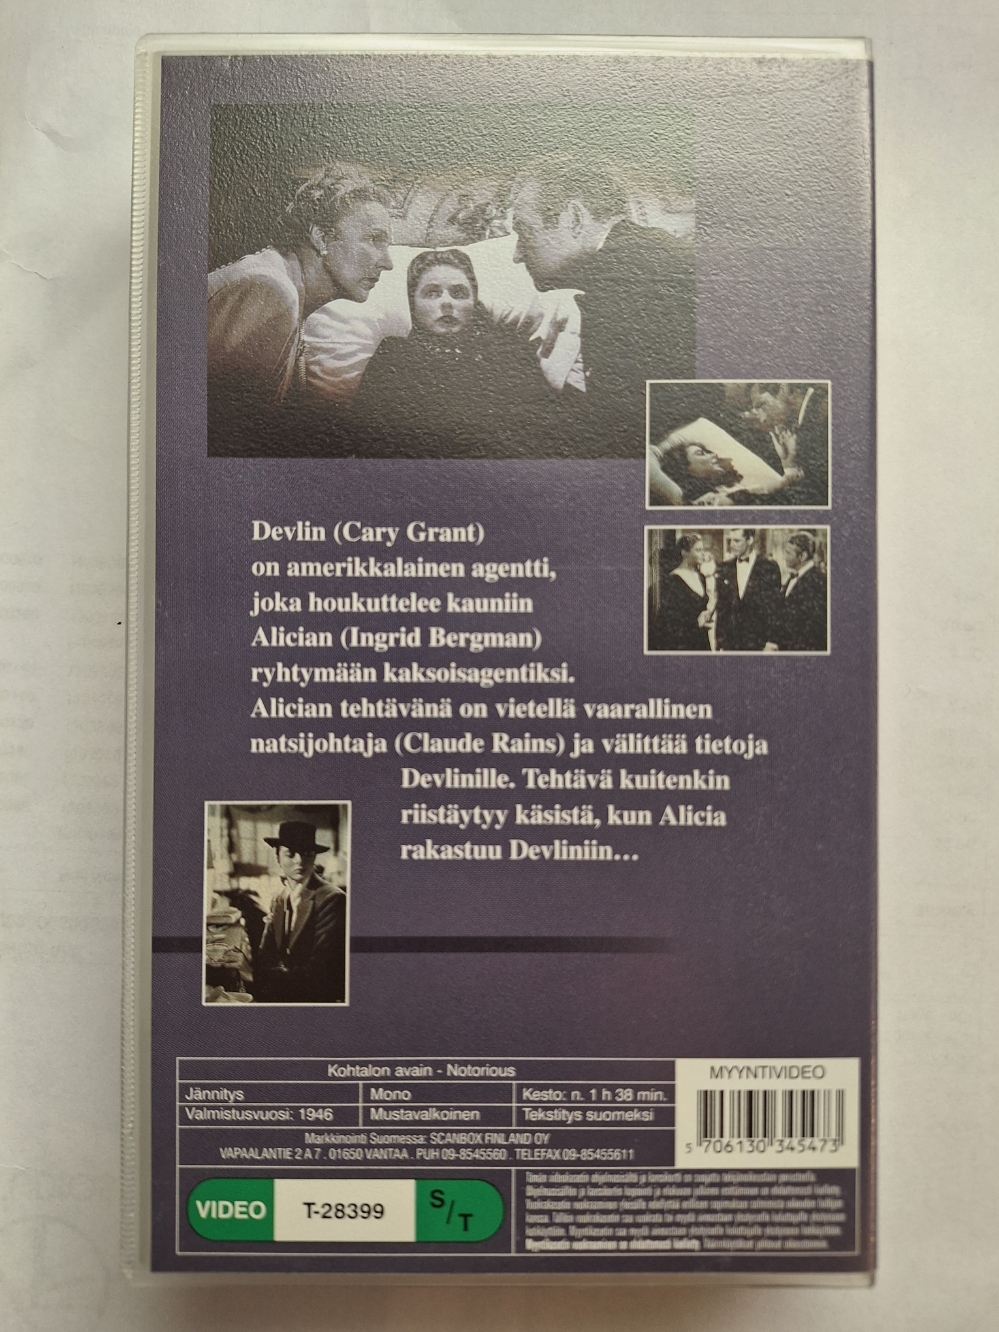 Devlin (Cary Grant)
on amerikkalainen agentti,
joka houkuttelee kauniin
Alician (Ingrid Bergman)
ryhtymään kaksoisagentiksi.
Alician tehtävänä on vietellä vaarallinen
natsijohtaja (Claude Rains) ja välittää tietoja
Devlinille. Tehtävä kuitenkin
riistäytyy käsistä, kun Alicia
rakastuu Devliniin...
Kohtalon avain - Notorious
Jännitys Mono Kesto: n. 1 h 38 min.
Valmistusvuosi: 1946 Mustavalkoinen Tekstitys suomeksi
Markkinointi Suomessa: SCANBOX FINLAND OY
VAPAALANTIE 2 A 7 . 01650 VANTAA . PUH 09-8545560 . TELEFAX 09-85455611
MYYNTIVIDEO
5 706130 345473
VIDEO T-28399 S/T